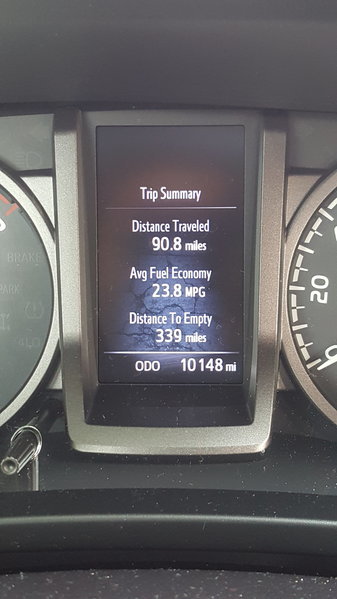 Trip Summary
Distance Traveled
90.8 miles
Avg Fuel Economy
23.8 MPG
Distance To Empty
339 miles
ODO 10148 mi
BRAKE
PARK
4LO
20